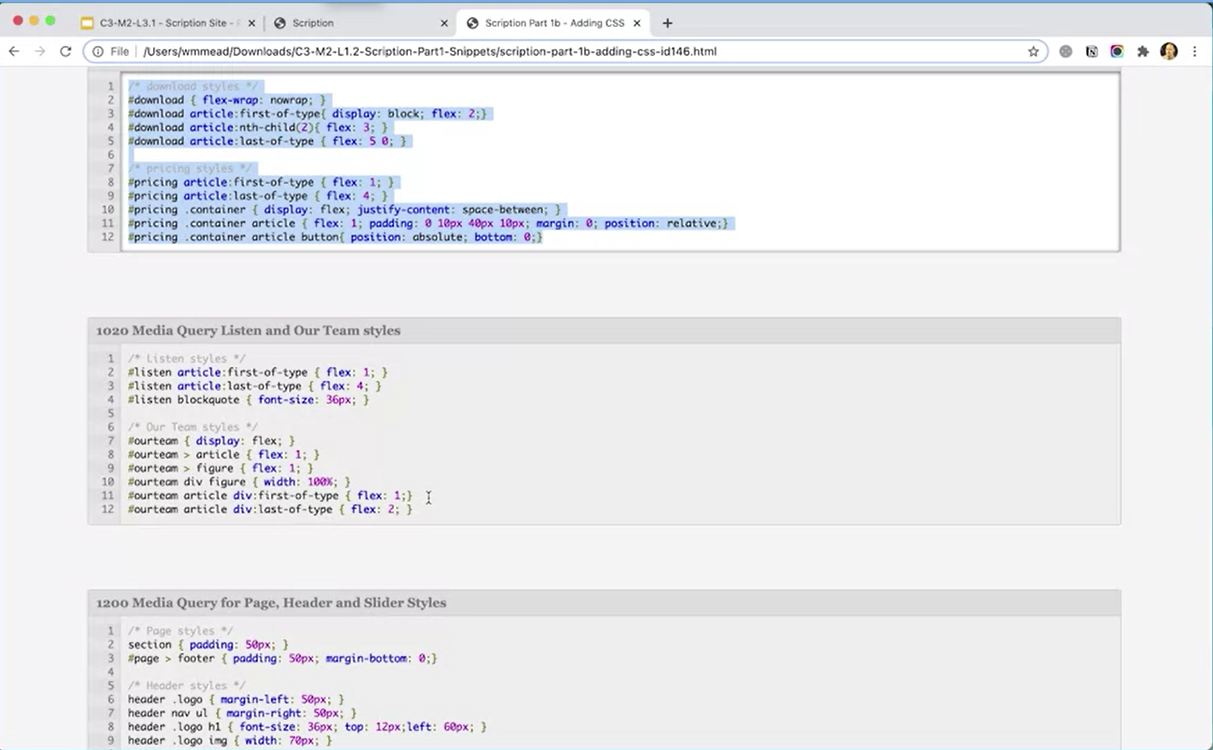 C3-M2-L3.1 - Scription Site -
Scription
Scription Part 1b - Adding CSS
File /Users/wmmead/Downloads/C3-M2-L1.2-Scription-Part1-Snippets/scription-part-1b-adding-css-id146.html
1 /* download styles */
2 #download { flex-wrap: nowrap; }
3 #download article:first-of-type{ display: block; flex: 2;}
4 #download article:nth-child(2){ flex: 3; }
5 #download article:last-of-type { flex: 5 0; }
6
7 /* pricing styles */
8 #pricing article:first-of-type { flex: 1; }
9 #pricing article:last-of-type { flex: 4; }
10 #pricing .container { display: flex; justify-content: space-between; }
11 #pricing .container article { flex: 1; padding: 0 10px 40px 10px; margin: 0; position: relative;}
12 #pricing .container article button{ position: absolute; bottom: 0;}
1020 Media Query Listen and Our Team styles
1 /* Listen styles */
2 #listen article:first-of-type { flex: 1; }
3 #listen article:last-of-type { flex: 4; }
4 #listen blockquote { font-size: 36px; }
5
6 /* Our Team styles */
7 #ourteam { display: flex; }
8 #ourteam > article { flex: 1; }
9 #ourteam > figure { flex: 1; }
10 #ourteam div figure { width: 100%; }
11 #ourteam article div:first-of-type { flex: 1;}
12 #ourteam article div:last-of-type { flex: 2; }
1200 Media Query for Page, Header and Slider Styles
1 /* Page styles */
2 section { padding: 50px; }
3 #page > footer { padding: 50px; margin-bottom: 0;}
4
5 /* Header styles */
6 header .logo { margin-left: 50px; }
7 header nav ul { margin-right: 50px; }
8 header .logo h1 { font-size: 36px; top: 12px;left: 60px; }
9 header .logo img { width: 70px; }